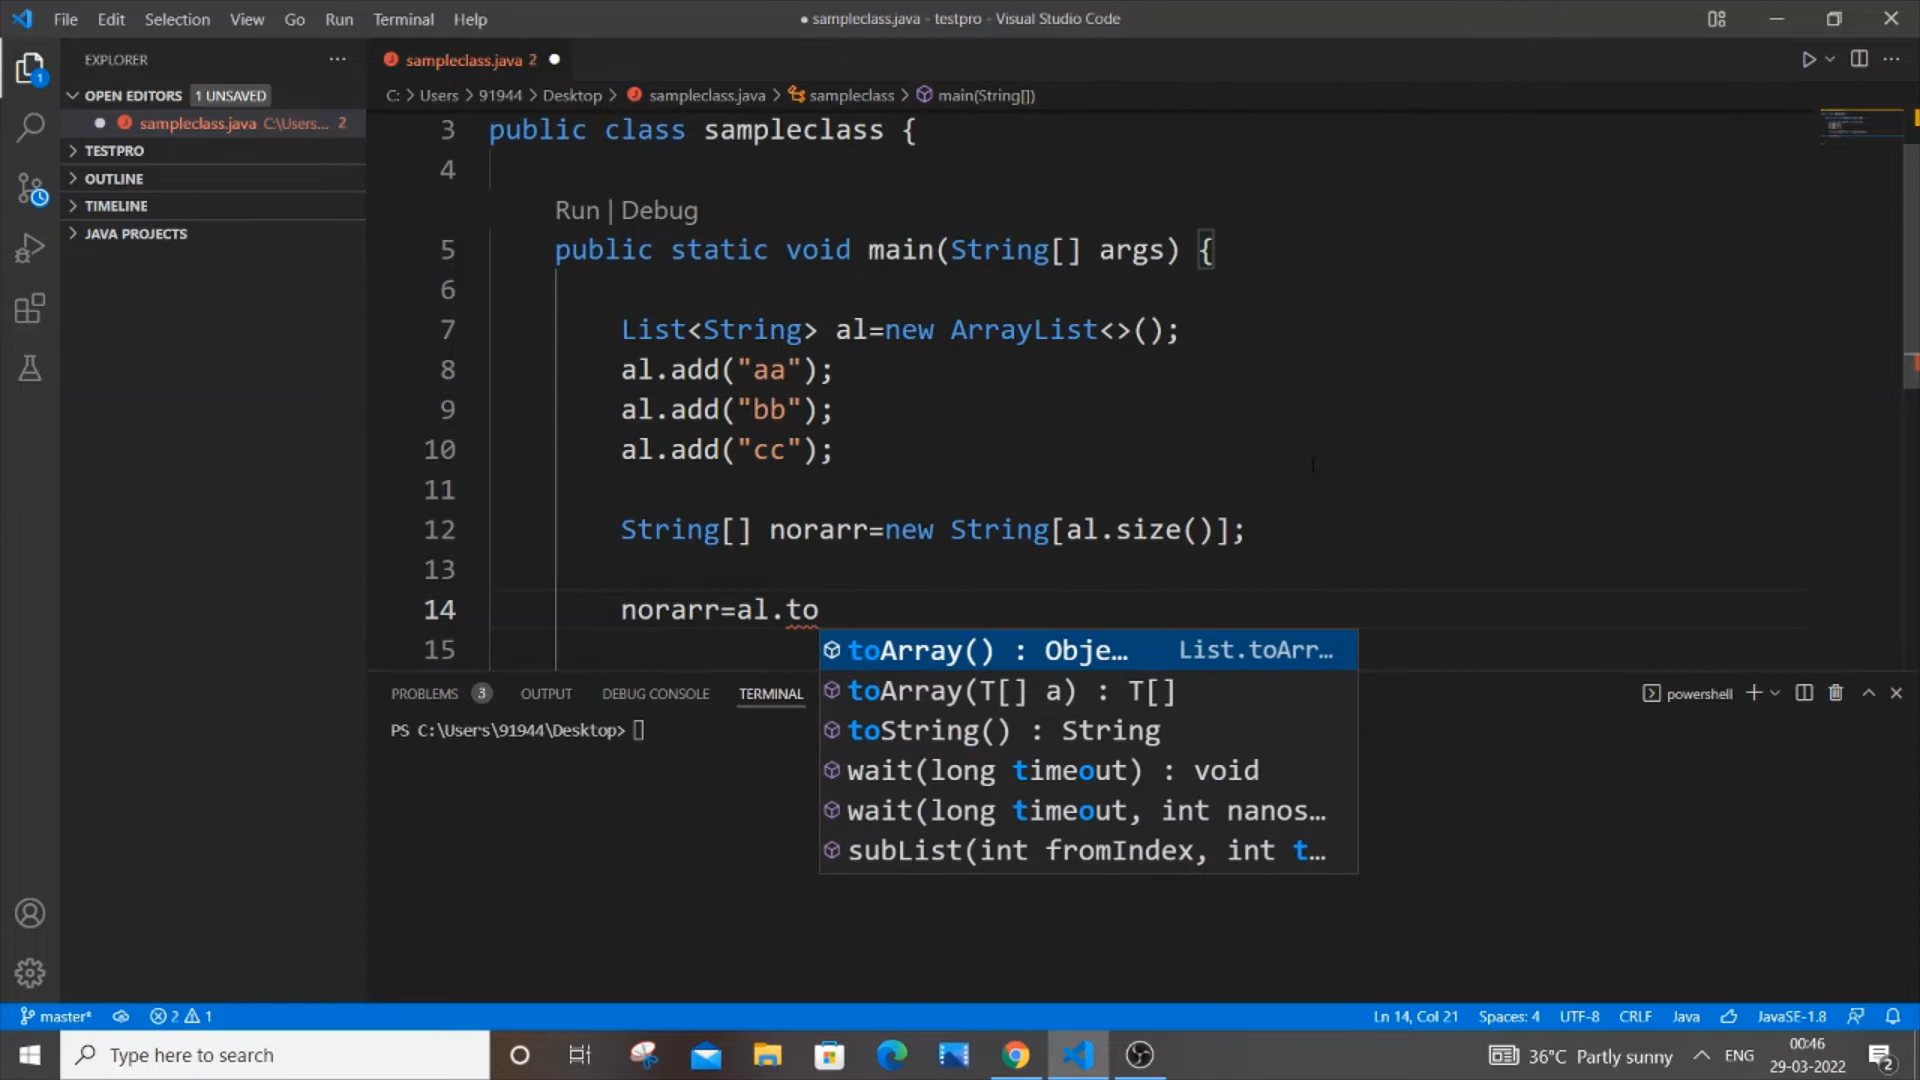 File Edit Selection View Go Run Terminal Help
● sampleclass.java - testpro - Visual Studio Code
EXPLORER
OPEN EDITORS 1 UNSAVED
sampleclass.java C:\Users... 2
TESTPRO
OUTLINE
TIMELINE
JAVA PROJECTS
1
sampleclass.java 2
C: > Users > 91944 > Desktop > sampleclass.java > sampleclass > main(String[])
3 public class sampleclass {
4
Run | Debug
5 public static void main(String[] args) {
6
7 List<String> al=new ArrayList<>();
8 al.add("aa");
9 al.add("bb");
10 al.add("cc");
11
12 String[] norarr=new String[al.size()];
13
14 norarr=al.to
15
toArray() : Obje… List.toArr…
toArray(T[] a) : T[]
toString() : String
wait(long timeout) : void
wait(long timeout, int nanos…
subList(int fromIndex, int t…
PROBLEMS 3 OUTPUT DEBUG CONSOLE TERMINAL
powershell
PS C:\Users\91944\Desktop>
master* 2 1
Ln 14, Col 21 Spaces: 4 UTF-8 CRLF Java JavaSE-1.8
Type here to search
36°C Partly sunny ENG
00:46
29-03-2022
2